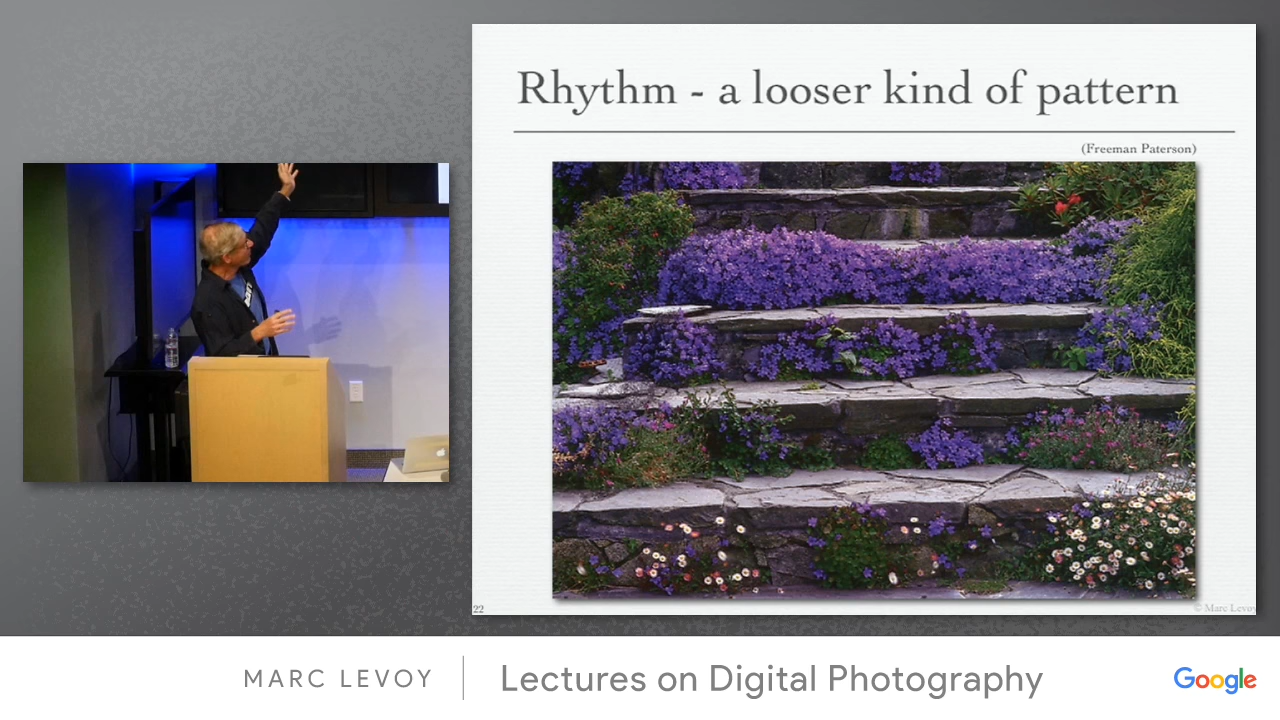 Rhythm - a looser kind of pattern
(Freeman Paterson)
22
© Marc Levoy
MARC LEVOY
Lectures on Digital Photography
Google